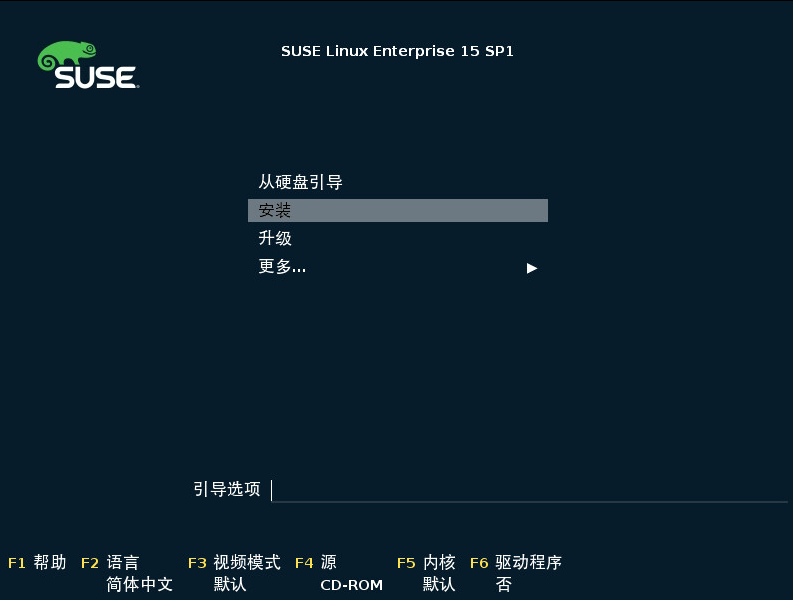 SUSE Linux Enterprise 15 SP1
SUSE
从硬盘引导
安装
升级
更多...
引导选项
F1 帮助 F2 语言 F3 视频模式 F4 源 F5 内核 F6 驱动程序
简体中文 默认 CD-ROM 默认 否